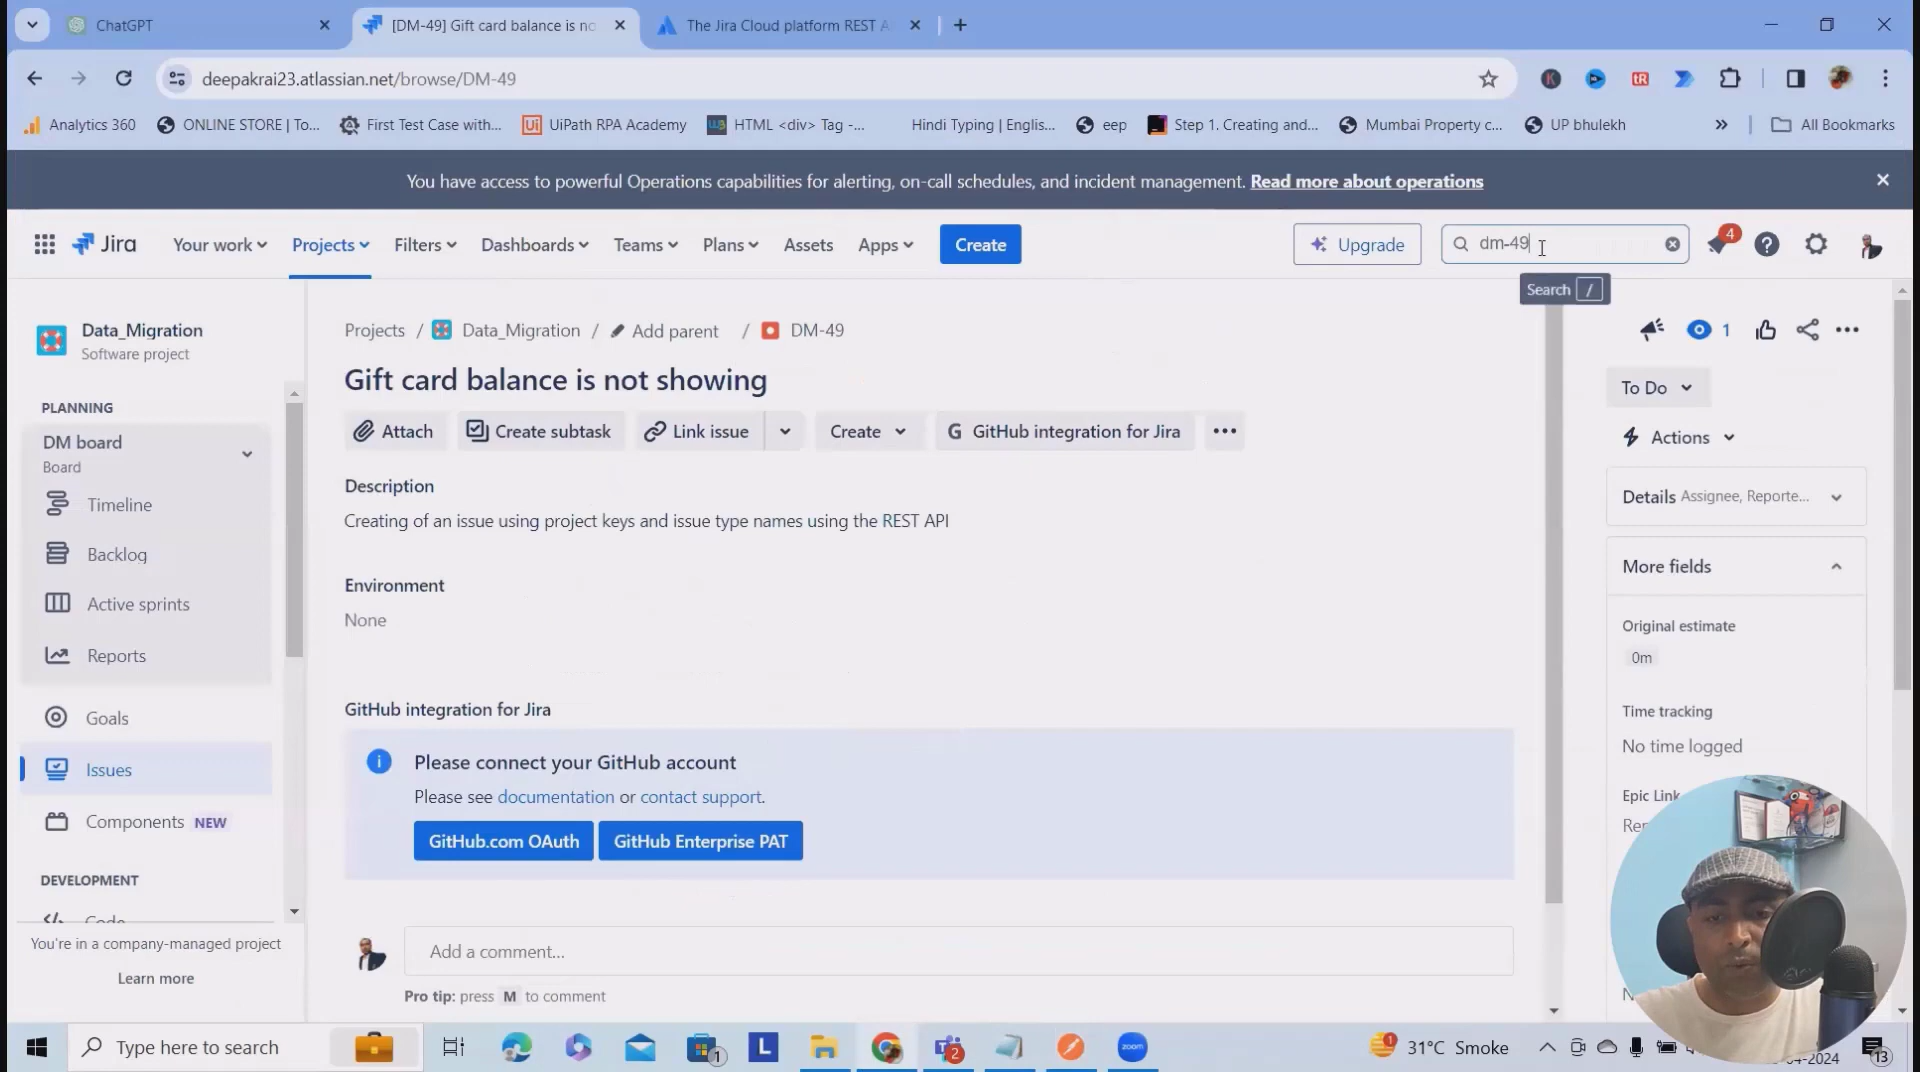 ChatGPT
[DM-49] Gift card balance is no
The Jira Cloud platform REST A
deepakrai23.atlassian.net/browse/DM-49
Analytics 360
ONLINE STORE | To...
First Test Case with...
UiPath RPA Academy
HTML <div> Tag -...
Hindi Typing | Englis...
eep
Step 1. Creating and...
Mumbai Property c...
UP bhulekh
»
All Bookmarks
You have access to powerful Operations capabilities for alerting, on-call schedules, and incident management. Read more about operations
Jira
Your work
Projects
Filters
Dashboards
Teams
Plans
Assets
Apps
Create
Upgrade
dm-49
4
Search /
Data_Migration
Software project
Projects / Data_Migration / Add parent / DM-49
1
Gift card balance is not showing
To Do
PLANNING
Attach
Create subtask
Link issue
Create
G GitHub integration for Jira
Actions
DM board
Board
Description
Details Assignee, Reporte...
Timeline
Creating of an issue using project keys and issue type names using the REST API
Backlog
Environment
None
More fields
Active sprints
Original estimate
0m
Reports
GitHub integration for Jira
Time tracking
No time logged
Goals
Please connect your GitHub account
Please see documentation or contact support.
Issues
Epic Link
Components NEW
GitHub.com OAuth
GitHub Enterprise PAT
DEVELOPMENT
Code
You're in a company-managed project
Learn more
Add a comment...
Pro tip: press M to comment
Type here to search
1
L
2
zoom
1
31°C Smoke
-04-2024
13